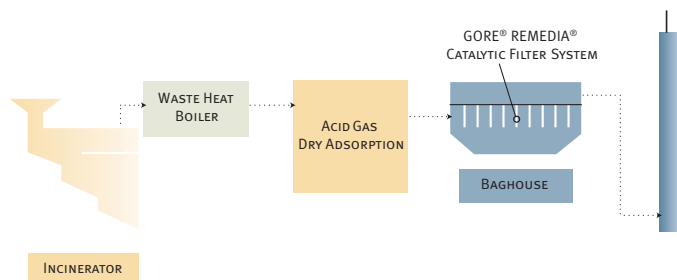 GORE® REMEDIA®
Catalytic Filter System
Waste Heat
Boiler
Acid Gas
Dry Adsorption
Baghouse
Incinerator